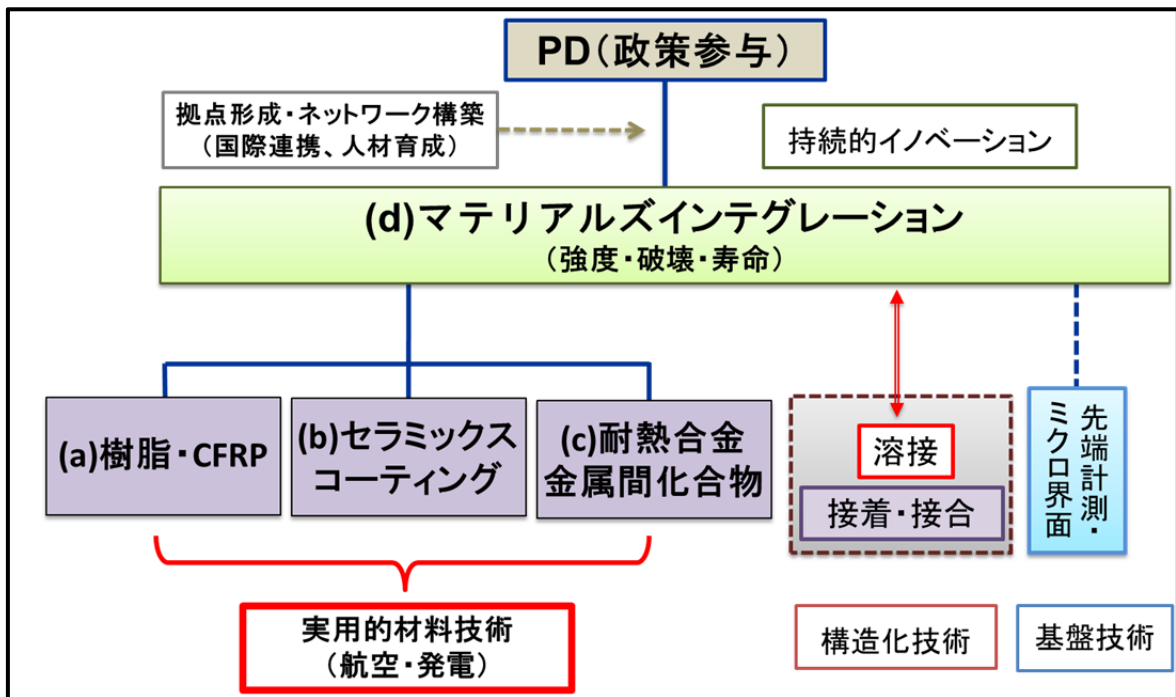 PD(政策参与)
拠点形成・ネットワーク構築
(国際連携、人材育成)
持続的イノベーション
(d)マテリアルズインテグレーション
(強度・破壊・寿命)
(a)樹脂・CFRP
(b)セラミックス
コーティング
(c)耐熱合金
金属間化合物
溶接
接着・接合
先端計測・
ミクロ界面
実用的材料技術
(航空・発電)
構造化技術
基盤技術